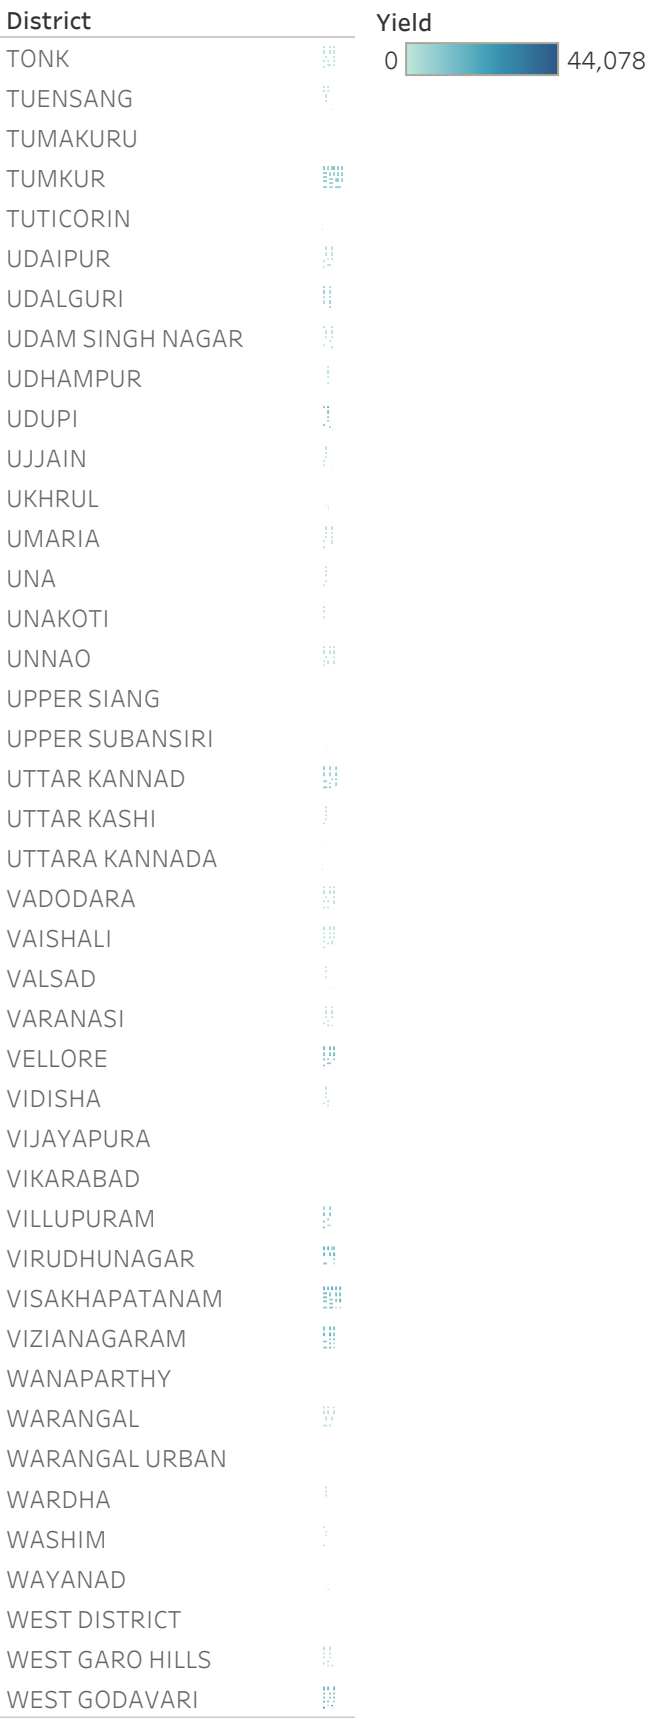 District
Yield
0 44,078
TONK
TUENSANG
TUMAKURU
TUMKUR
TUTICORIN
UDAIPUR
UDALGURI
UDAM SINGH NAGAR
UDHAMPUR
UDUPI
UJJAIN
UKHRUL
UMARIA
UNA
UNAKOTI
UNNAO
UPPER SIANG
UPPER SUBANSIRI
UTTAR KANNAD
UTTAR KASHI
UTTARA KANNADA
VADODARA
VAISHALI
VALSAD
VARANASI
VELLORE
VIDISHA
VIJAYAPURA
VIKARABAD
VILLUPURAM
VIRUDHUNAGAR
VISAKHAPATANAM
VIZIANAGARAM
WANAPARTHY
WARANGAL
WARANGAL URBAN
WARDHA
WASHIM
WAYANAD
WEST DISTRICT
WEST GARO HILLS
WEST GODAVARI